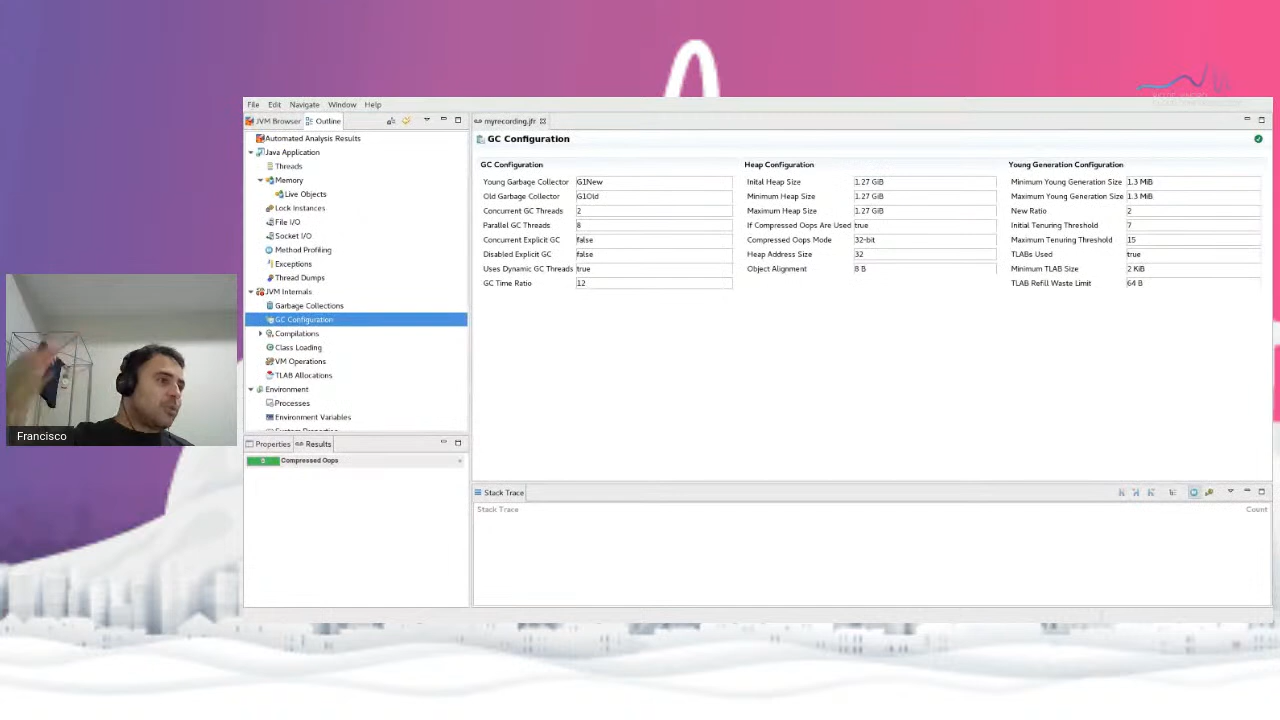 File Edit Navigate Window Help
JVM Browser Outline
Automated Analysis Results
Java Application
Threads
Memory
Live Objects
Lock Instances
File I/O
Socket I/O
Method Profiling
Exceptions
Thread Dumps
JVM Internals
Garbage Collections
GC Configuration
Compilations
Class Loading
VM Operations
TLAB Allocations
Environment
Processes
Environment Variables
Properties Results
Compressed Oops
myrecording.jfr
GC Configuration
GC Configuration
Young Garbage Collector G1New
Old Garbage Collector G1Old
Concurrent GC Threads 2
Parallel GC Threads 8
Concurrent Explicit GC false
Disabled Explicit GC false
Uses Dynamic GC Threads true
GC Time Ratio 12
Heap Configuration
Inital Heap Size 1.27 GiB
Minimum Heap Size 1.27 GiB
Maximum Heap Size 1.27 GiB
If Compressed Oops Are Used true
Compressed Oops Mode 32-bit
Heap Address Size 32
Object Alignment 8 B
Young Generation Configuration
Minimum Young Generation Size 1.3 MiB
Maximum Young Generation Size 1.3 MiB
New Ratio 2
Initial Tenuring Threshold 7
Maximum Tenuring Threshold 15
TLABs Used true
Minimum TLAB Size 2 KiB
TLAB Refill Waste Limit 64 B
Stack Trace
Stack Trace Count
Francisco